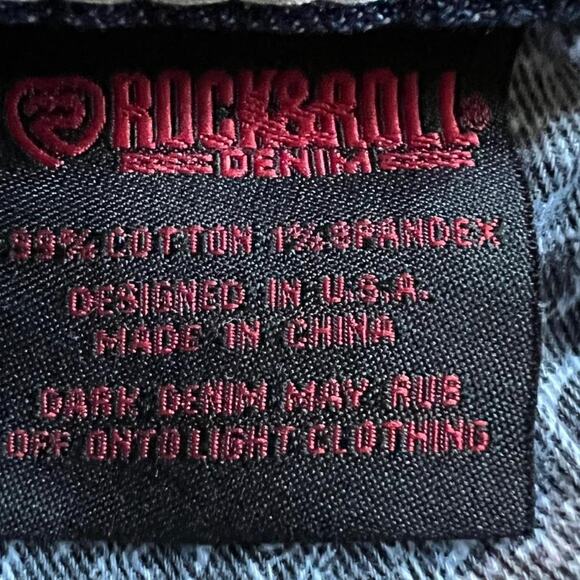 ROCK&ROLL®
DENIM
99% COTTON 1% SPANDEX
DESIGNED IN U.S.A.
MADE IN CHINA
DARK DENIM MAY RUB
OFF ONTO LIGHT CLOTHING